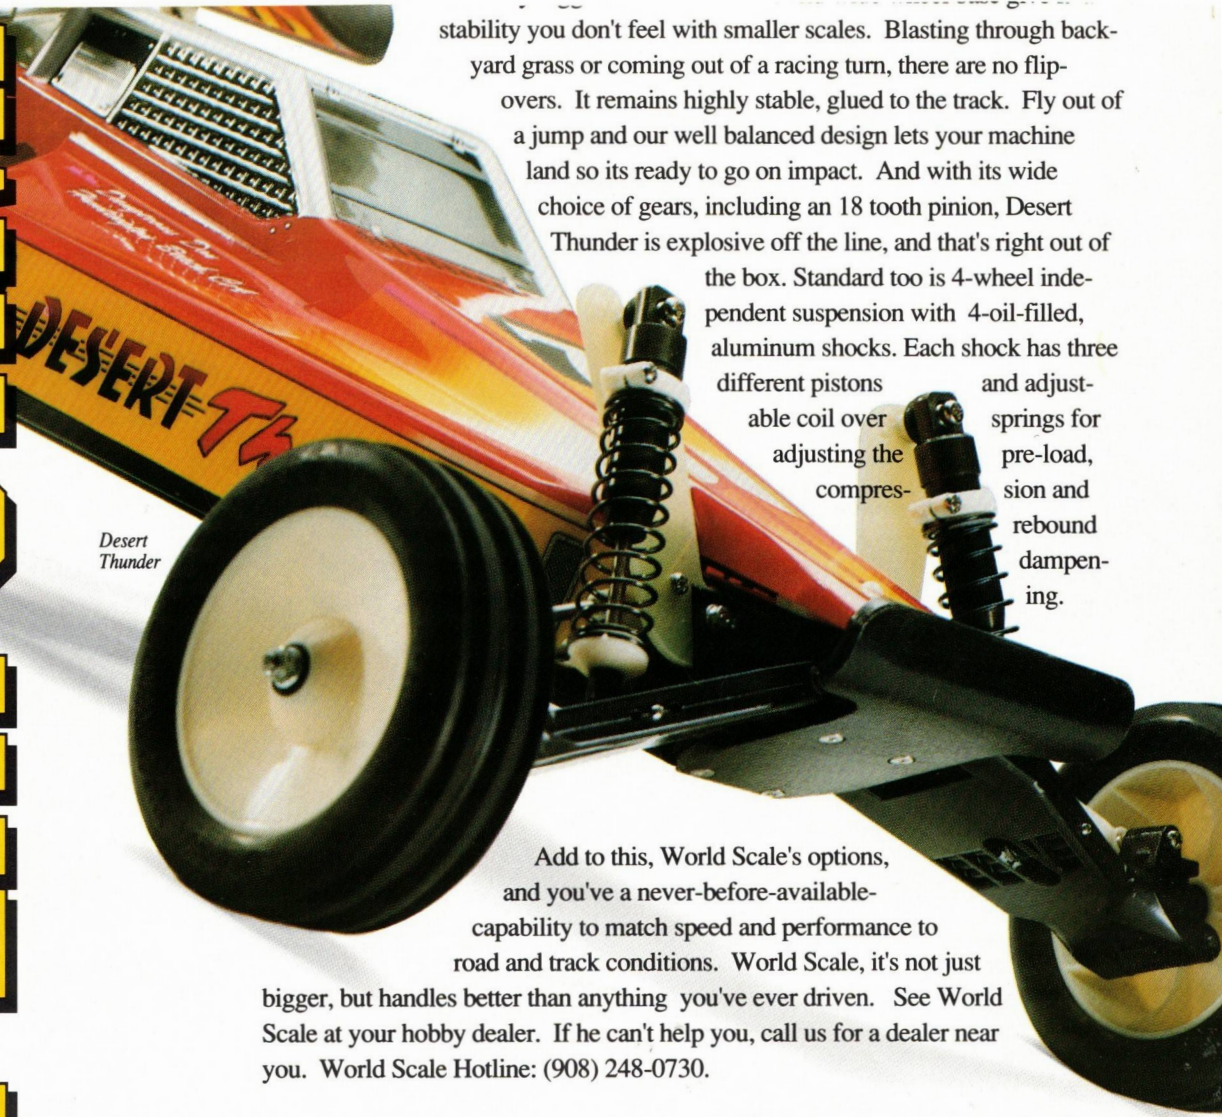 stability you don't feel with smaller scales. Blasting through back-
yard grass or coming out of a racing turn, there are no flip-
overs. It remains highly stable, glued to the track. Fly out of
a jump and our well balanced design lets your machine
land so its ready to go on impact. And with its wide
choice of gears, including an 18 tooth pinion, Desert
Thunder is explosive off the line, and that's right out of
the box. Standard too is 4-wheel inde-
pendent suspension with 4-oil-filled,
aluminum shocks. Each shock has three
different pistons and adjust-
able coil over springs for
adjusting the pre-load,
compres- sion and
rebound
dampen-
ing.
DESERT Th
Desert
Thunder
Add to this, World Scale's options,
and you've a never-before-available-
capability to match speed and performance to
road and track conditions. World Scale, it's not just
bigger, but handles better than anything you've ever driven. See World
Scale at your hobby dealer. If he can't help you, call us for a dealer near
you. World Scale Hotline: (908) 248-0730.